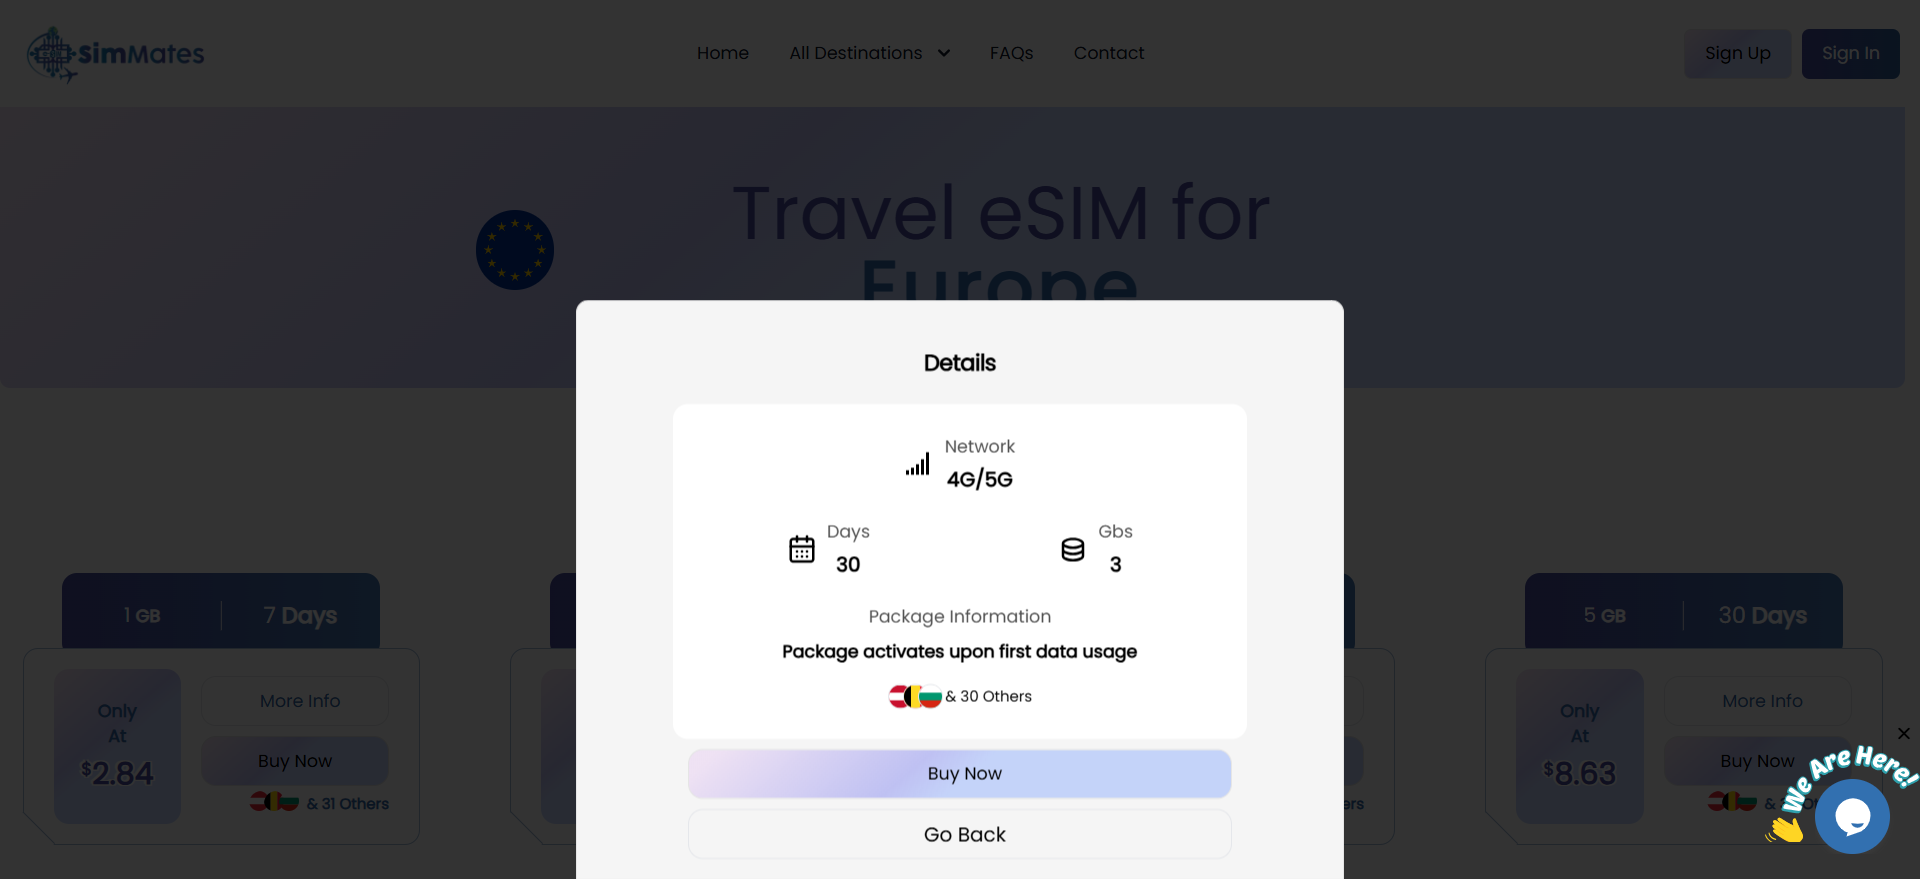 SimMates
Home
All Destinations
FAQs
Contact
Sign Up
Sign In
Travel eSIM for
Europe
Details
Network
4G/5G
Days
30
Gbs
3
Package Information
Package activates upon first data usage
& 30 Others
Buy Now
Go Back
1 GB
7 Days
Only
At
$2.84
More Info
Buy Now
& 31 Others
5 GB
30 Days
Only
At
$8.63
More Info
Buy Now
We Are Here!